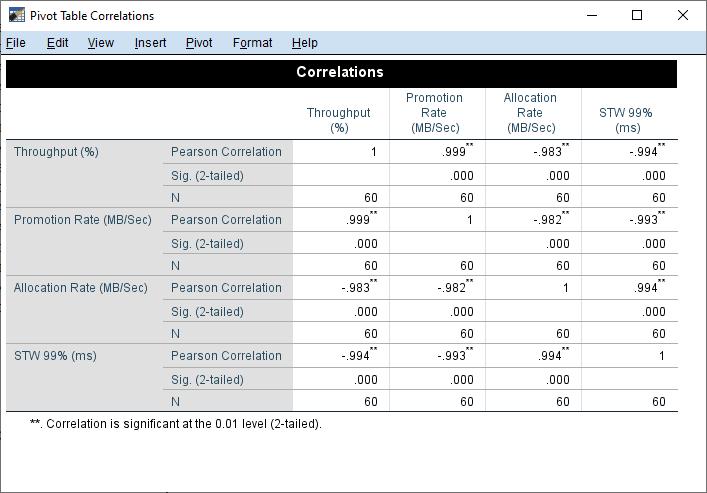 Pivot Table Correlations
File Edit View Insert Pivot Format Help
Correlations
Throughput (%) Promotion Rate (MB/Sec) Allocation Rate (MB/Sec) STW 99% (ms)
Throughput (%) Pearson Correlation 1 .999** -.983** -.994**
Sig. (2-tailed) .000 .000 .000
N 60 60 60 60
Promotion Rate (MB/Sec) Pearson Correlation .999** 1 -.982** -.993**
Sig. (2-tailed) .000 .000 .000
N 60 60 60 60
Allocation Rate (MB/Sec) Pearson Correlation -.983** -.982** 1 .994**
Sig. (2-tailed) .000 .000 .000
N 60 60 60 60
STW 99% (ms) Pearson Correlation -.994** -.993** .994** 1
Sig. (2-tailed) .000 .000 .000
N 60 60 60 60
**. Correlation is significant at the 0.01 level (2-tailed).